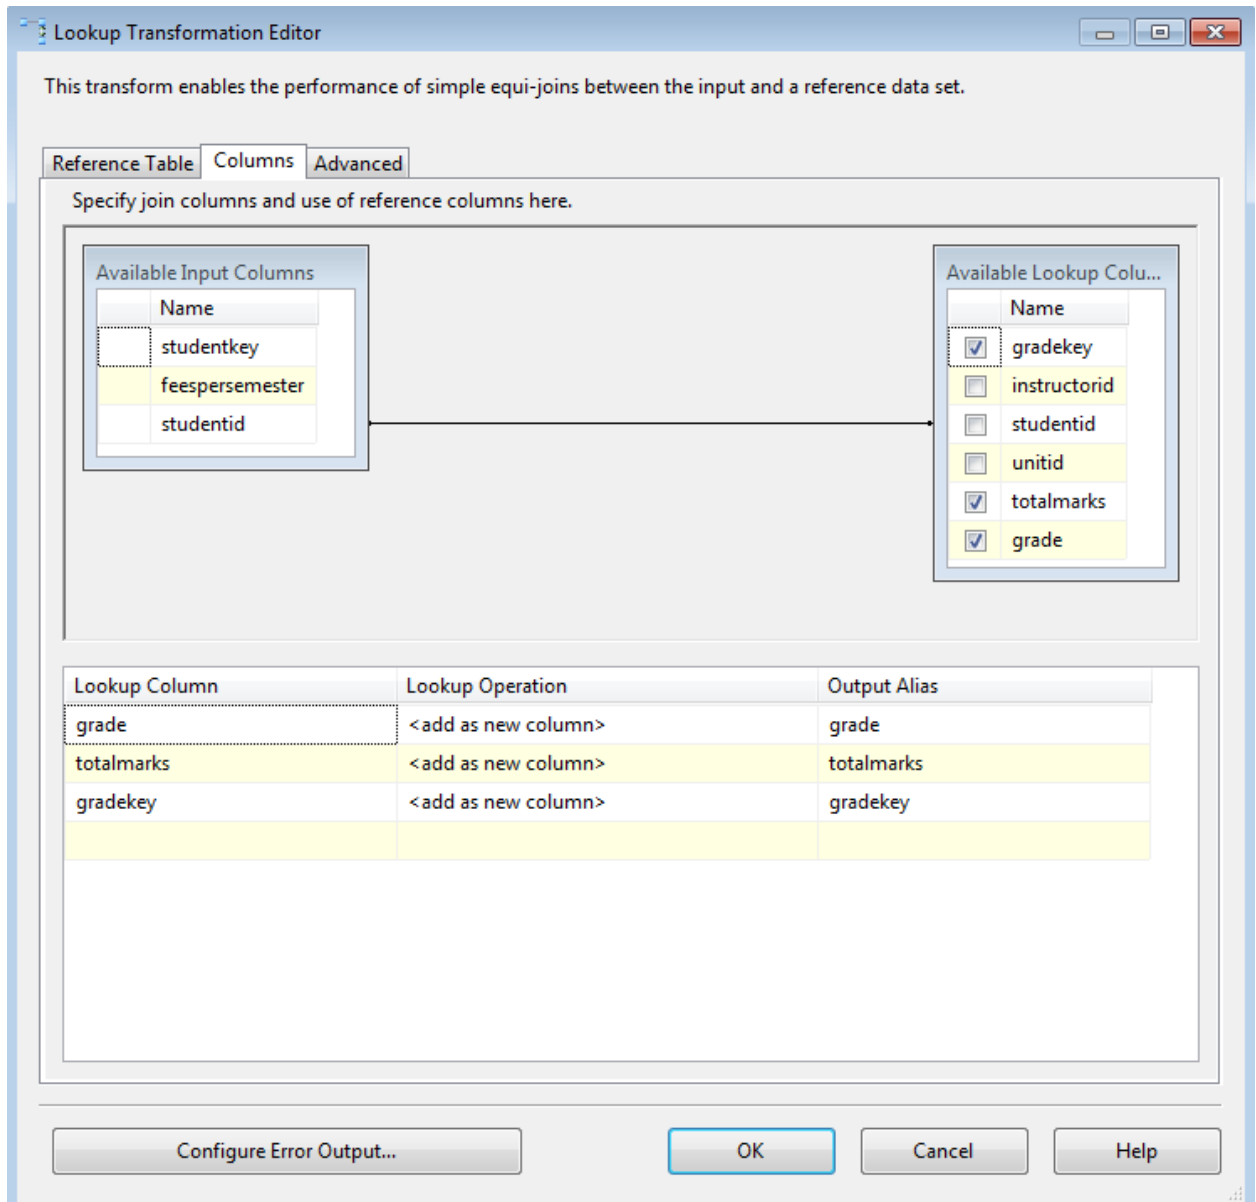 Lookup Transformation Editor
This transform enables the performance of simple equi-joins between the input and a reference data set.
Reference Table Columns Advanced
Specify join columns and use of reference columns here.
Available Input Columns
Name
studentkey
feespersemester
studentid
Available Lookup Colu...
Name
gradekey
instructorid
studentid
unitid
totalmarks
grade
Lookup Column Lookup Operation Output Alias
grade <add as new column> grade
totalmarks <add as new column> totalmarks
gradekey <add as new column> gradekey
Configure Error Output... OK Cancel Help